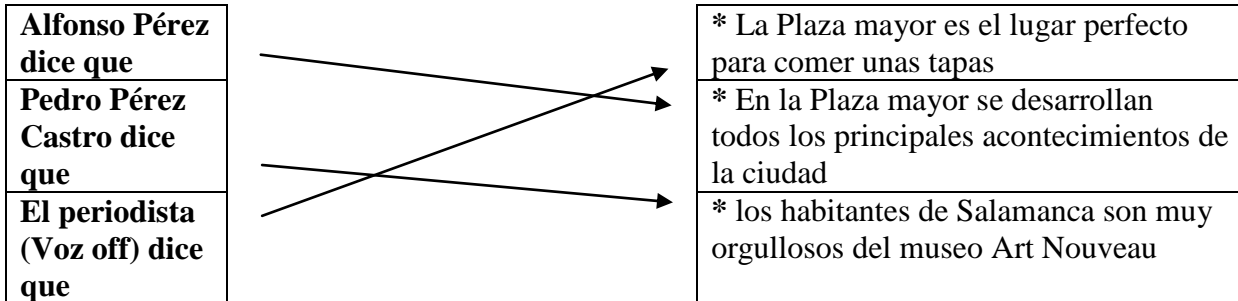 Alfonso Pérez
dice que
Pedro Pérez
Castro dice
que
El periodista
(Voz off) dice
que
* La Plaza mayor es el lugar perfecto
para comer unas tapas
* En la Plaza mayor se desarrollan
todos los principales acontecimientos de
la ciudad
* los habitantes de Salamanca son muy
orgullosos del museo Art Nouveau